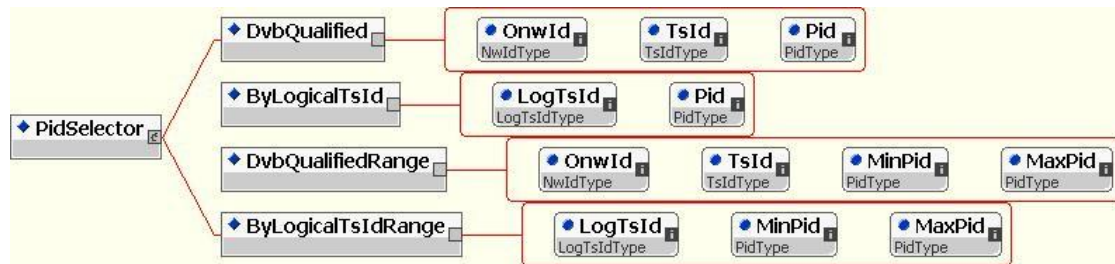 DvbQualified OnwId TsId Pid
NwIdType TsIdType PidType
ByLogicalTsId LogTsId Pid
LogTsIdType PidType
PidSelector c
DvbQualifiedRange OnwId TsId MinPid MaxPid
NwIdType TsIdType PidType PidType
ByLogicalTsIdRange LogTsId MinPid MaxPid
LogTsIdType PidType PidType